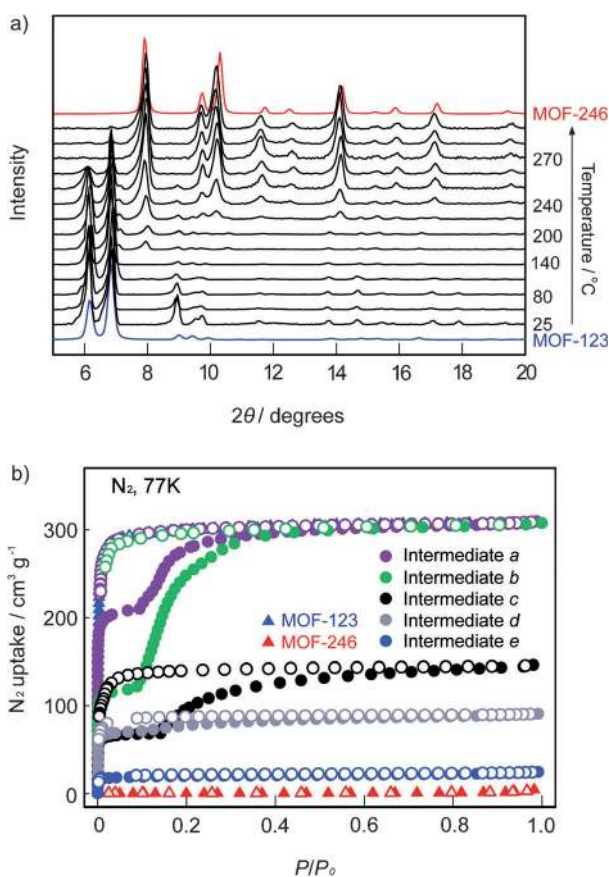 a)
Intensity
MOF-246
270
240
200
140
80
25
MOF-123
Temperature / °C
6 8 10 12 14 16 18 20
2θ / degrees
b)
N₂, 77K
N₂ uptake / cm³ g⁻¹
300
200
100
0
Intermediate a
Intermediate b
Intermediate c
Intermediate d
Intermediate e
MOF-123
MOF-246
0 0.2 0.4 0.6 0.8 1.0
P/P₀